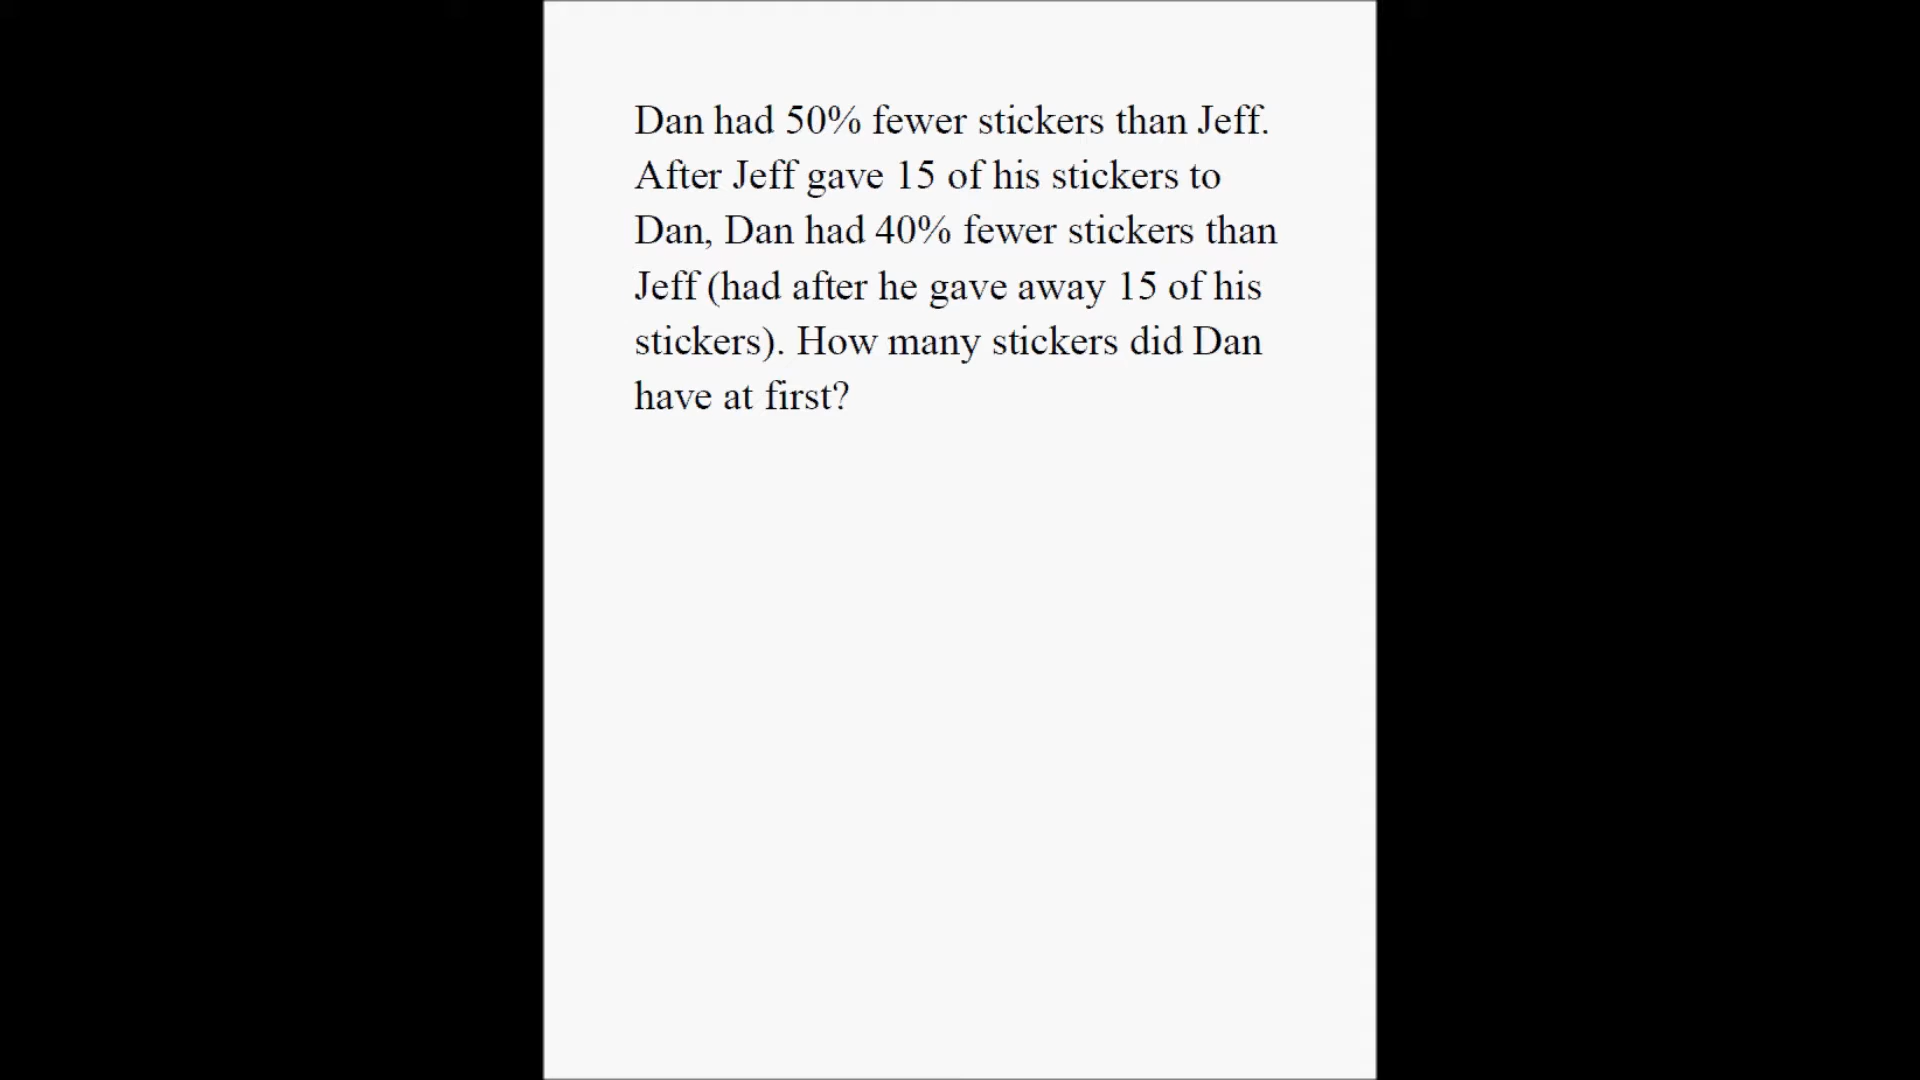 Dan had 50% fewer stickers than Jeff.
After Jeff gave 15 of his stickers to
Dan, Dan had 40% fewer stickers than
Jeff (had after he gave away 15 of his
stickers). How many stickers did Dan
have at first?